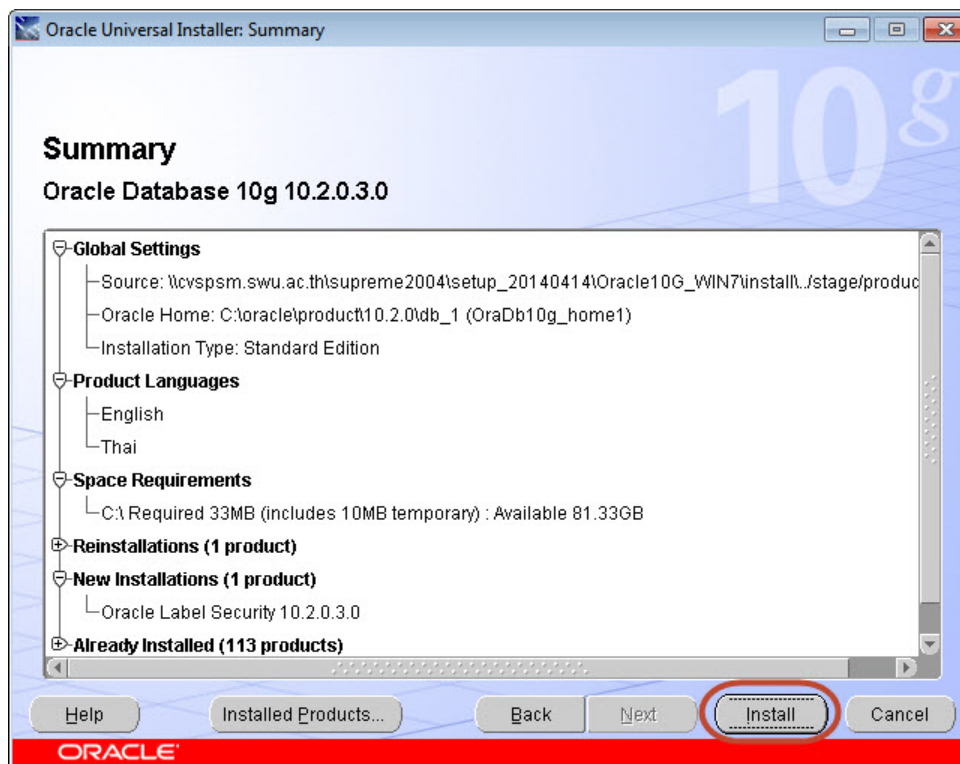 Oracle Universal Installer: Summary
10g
Summary
Oracle Database 10g 10.2.0.3.0
Global Settings
Source: \\cvspsm.swu.ac.th\supreme2004\setup_20140414\Oracle10G_WIN7\install\../stage/produc
Oracle Home: C:\oracle\product\10.2.0\db_1 (OraDb10g_home1)
Installation Type: Standard Edition
Product Languages
English
Thai
Space Requirements
C:\ Required 33MB (includes 10MB temporary) : Available 81.33GB
Reinstallations (1 product)
New Installations (1 product)
Oracle Label Security 10.2.0.3.0
Already Installed (113 products)
Help Installed Products... Back Next Install Cancel
ORACLE